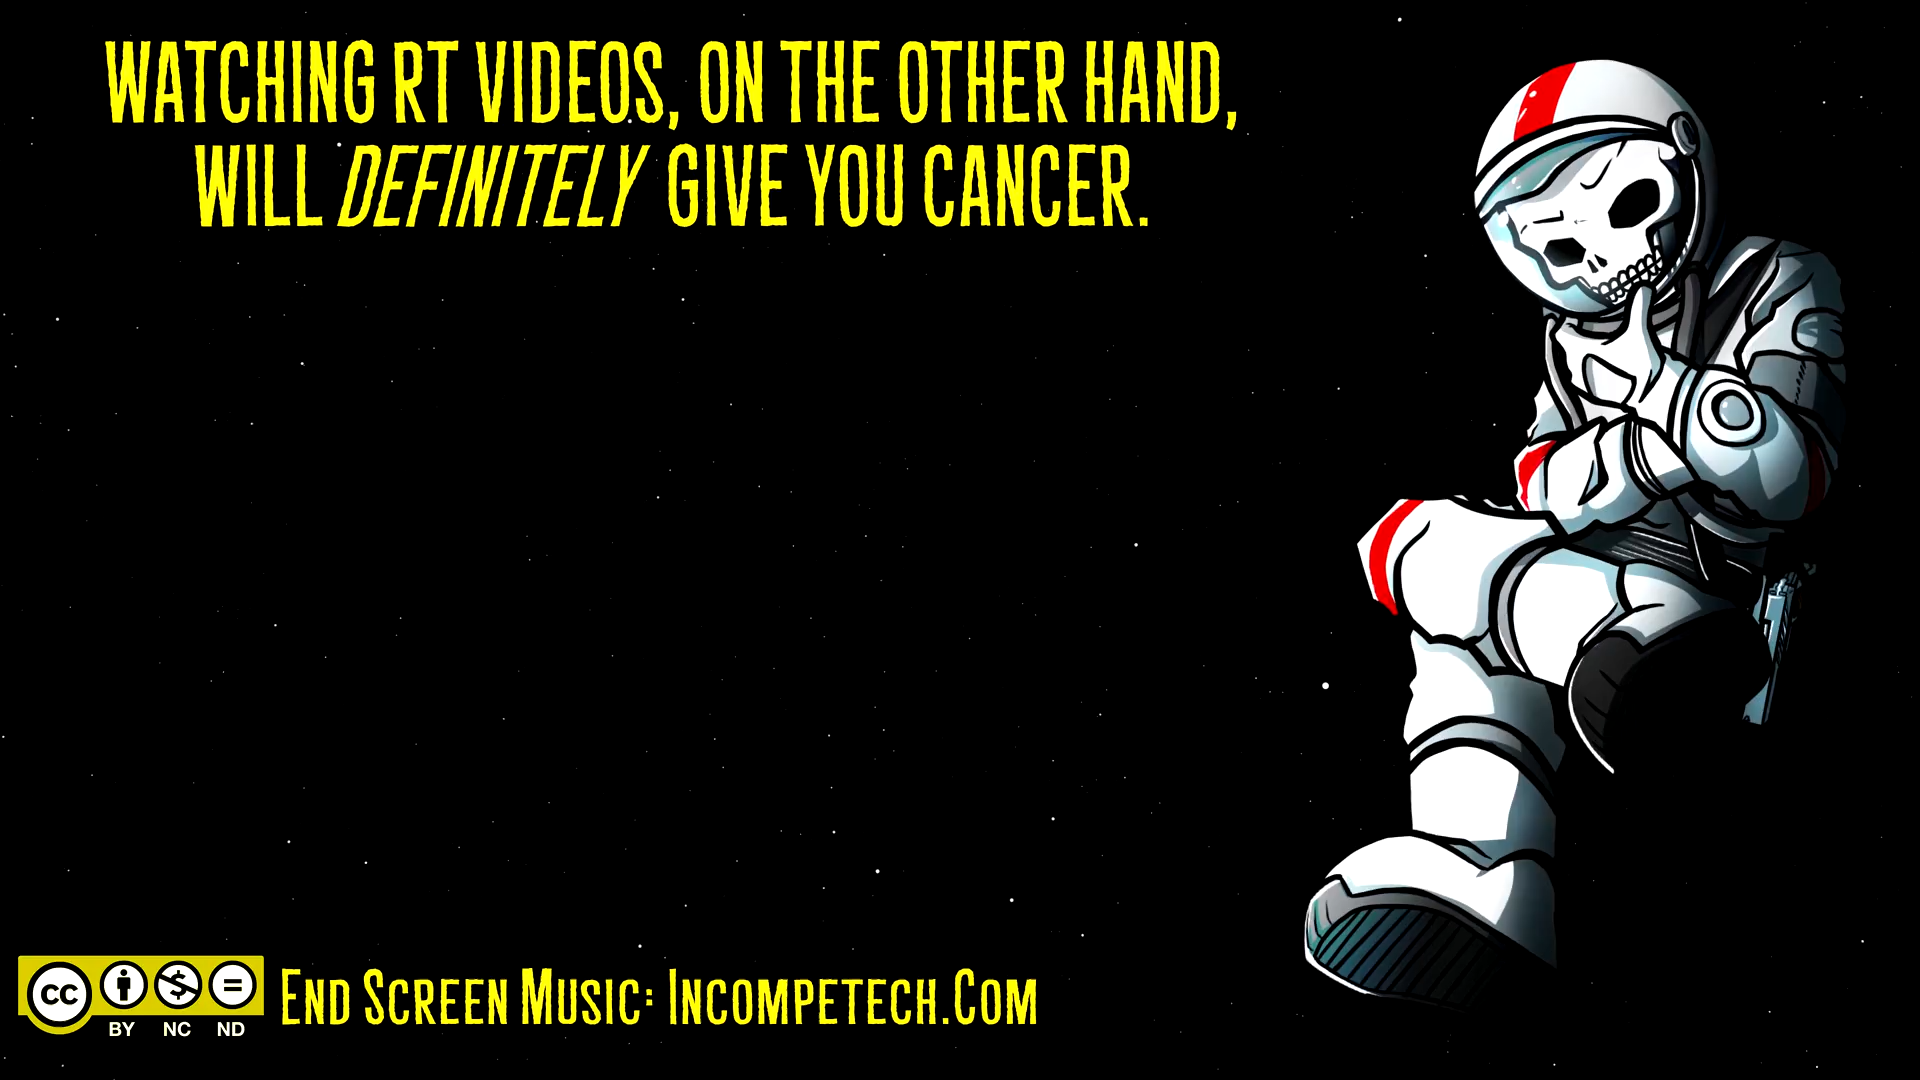 WATCHING RT VIDEOS, ON THE OTHER HAND,
WILL DEFINITELY GIVE YOU CANCER.
CC BY NC ND
END SCREEN MUSIC: INCOMPETECH.COM